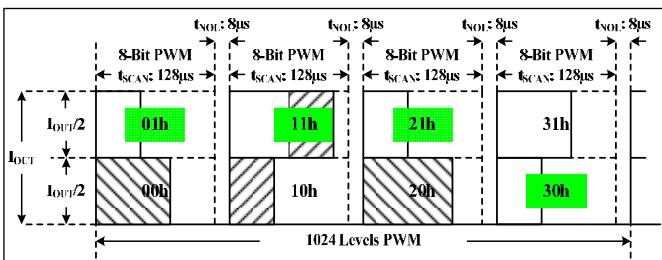 tNOL: 8μs tNOL: 8μs tNOL: 8μs tNOL: 8μs
8-Bit PWM 8-Bit PWM 8-Bit PWM 8-Bit PWM
tSCAN: 128μs tSCAN: 128μs tSCAN: 128μs tSCAN: 128μs
IOUT/2 01h 11h 21h 31h
IOUT
IOUT/2 00h 10h 20h 30h
1024 Levels PWM